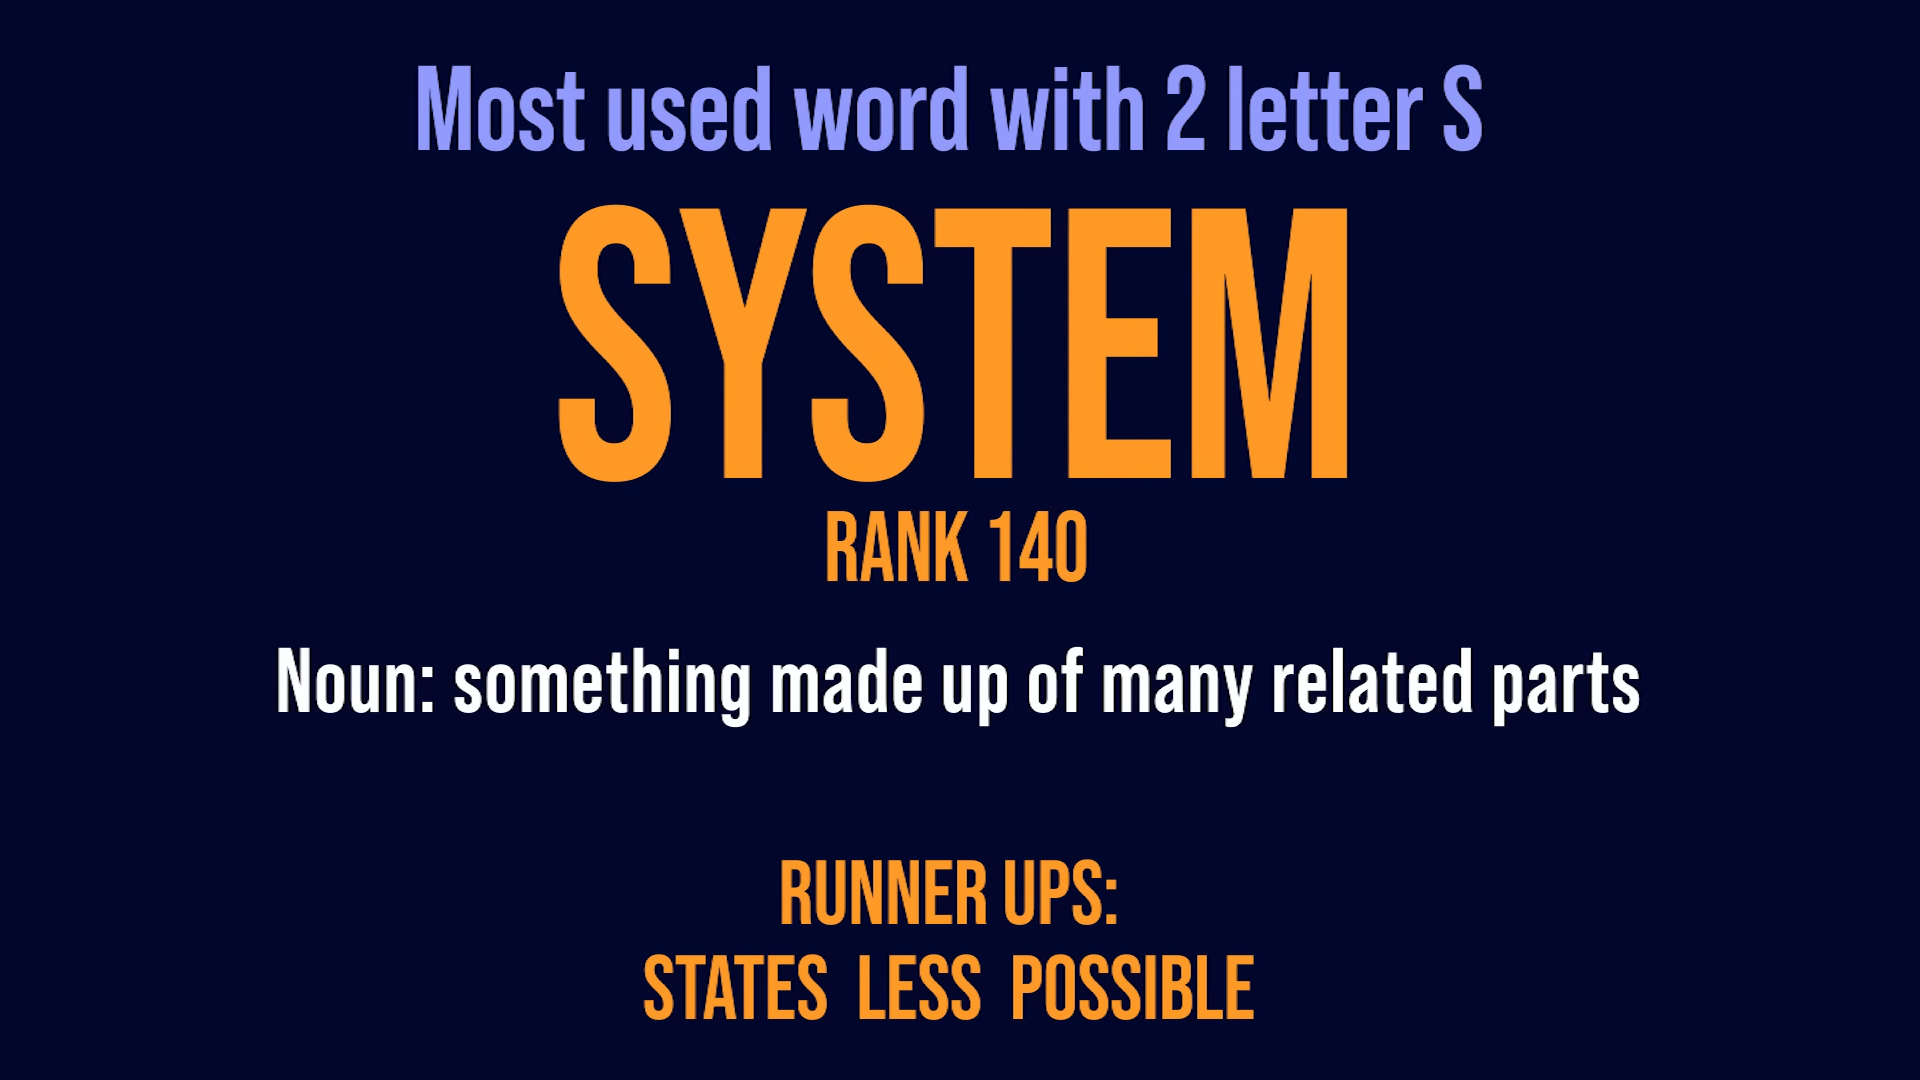 Most used word with 2 letter S
SYSTEM
RANK 140
Noun: something made up of many related parts
RUNNER UPS:
STATES LESS POSSIBLE